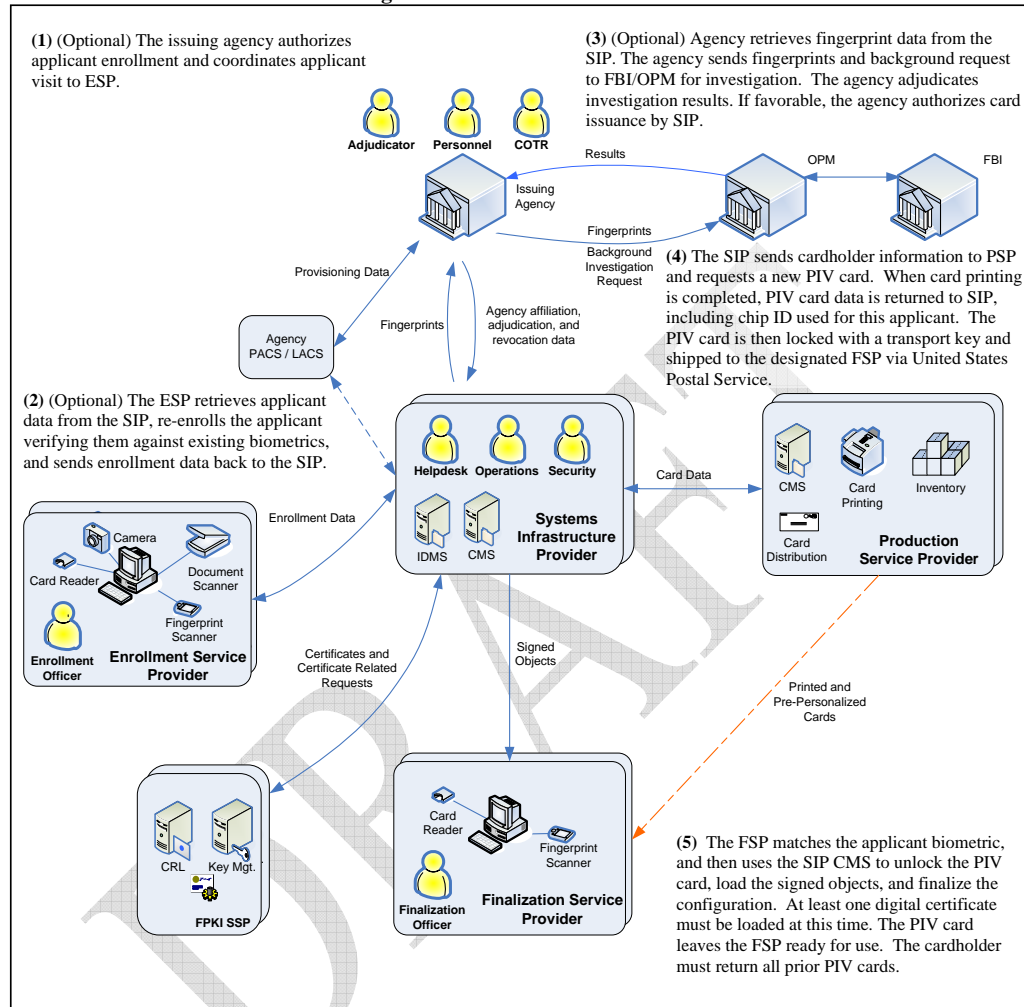 (1) (Optional) The issuing agency authorizes
applicant enrollment and coordinates applicant
visit to ESP.
(3) (Optional) Agency retrieves fingerprint data from the
SIP. The agency sends fingerprints and background request
to FBI/OPM for investigation. The agency adjudicates
investigation results. If favorable, the agency authorizes card
issuance by SIP.
Adjudicator
Personnel
COTR
Results
OPM
FBI
Issuing
Agency
Fingerprints
Background
Investigation
Request
(4) The SIP sends cardholder information to PSP
and requests a new PIV card. When card printing
is completed, PIV card data is returned to SIP,
including chip ID used for this applicant. The
PIV card is then locked with a transport key and
shipped to the designated FSP via United States
Postal Service.
Provisioning Data
Fingerprints
Agency affiliation,
adjudication, and
revocation data
Agency
PACS / LACS
(2) (Optional) The ESP retrieves applicant
data from the SIP, re-enrolls the applicant
verifying them against existing biometrics,
and sends enrollment data back to the SIP.
Helpdesk
Operations
Security
IDMS
CMS
Systems
Infrastructure
Provider
Card Data
CMS
Card
Printing
Inventory
Card
Distribution
Production
Service Provider
Enrollment Data
Camera
Card Reader
Document
Scanner
Fingerprint
Scanner
Enrollment
Officer
Enrollment Service
Provider
Certificates and
Certificate Related
Requests
Signed
Objects
Printed and
Pre-Personalized
Cards
CRL
Key Mgt.
FPKI SSP
Card
Reader
Fingerprint
Scanner
Finalization
Officer
Finalization Service
Provider
(5) The FSP matches the applicant biometric,
and then uses the SIP CMS to unlock the PIV
card, load the signed objects, and finalize the
configuration. At least one digital certificate
must be loaded at this time. The PIV card
leaves the FSP ready for use. The cardholder
must return all prior PIV cards.
DRAFT